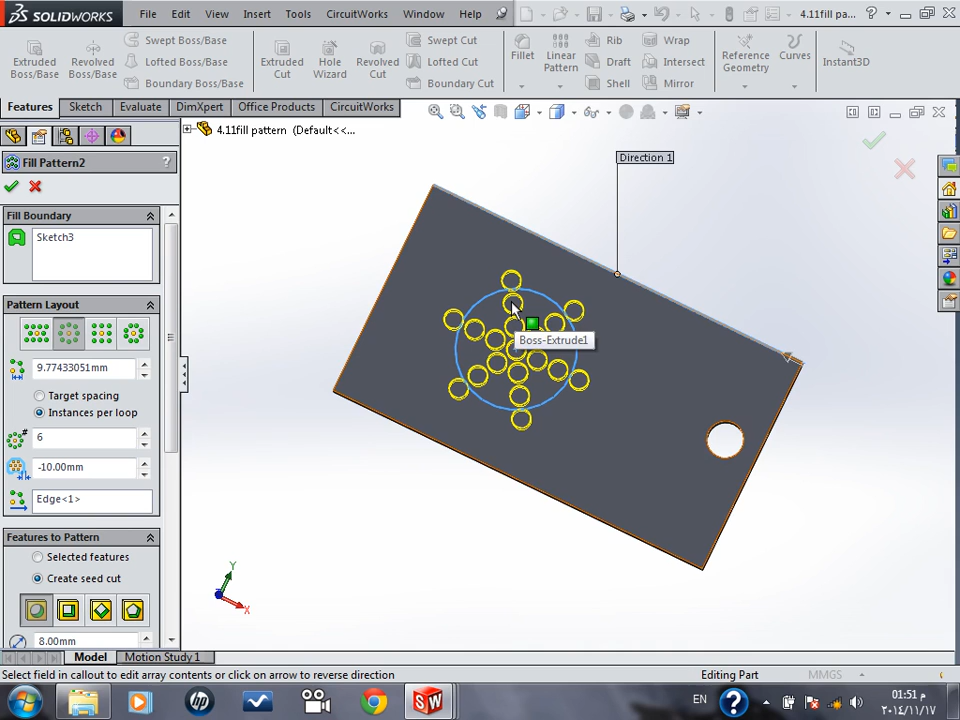 SOLIDWORKS File Edit View Insert Tools CircuitWorks Window Help 4.11fill pa... ?
Extruded Boss/Base Revolved Boss/Base Swept Boss/Base Lofted Boss/Base Boundary Boss/Base Extruded Cut Hole Wizard Revolved Cut Swept Cut Lofted Cut Boundary Cut Fillet Linear Pattern Rib Draft Shell Wrap Intersect Mirror Reference Geometry Curves Instant3D
Features Sketch Evaluate DimXpert Office Products CircuitWorks
4.11fill pattern (Default<<...
Fill Pattern2 ?
Direction 1
Fill Boundary
Sketch3
Pattern Layout
9.77433051mm
Target spacing
Instances per loop
6
-10.00mm
Edge<1>
Boss-Extrude1
Features to Pattern
Selected features
Create seed cut
8.00mm
Y
X
Model Motion Study 1
Select field in callout to edit array contents or click on arrow to reverse direction Editing Part MMGS
hp SW EN ? 01:51 م
٢٠١٤/١١/١٧